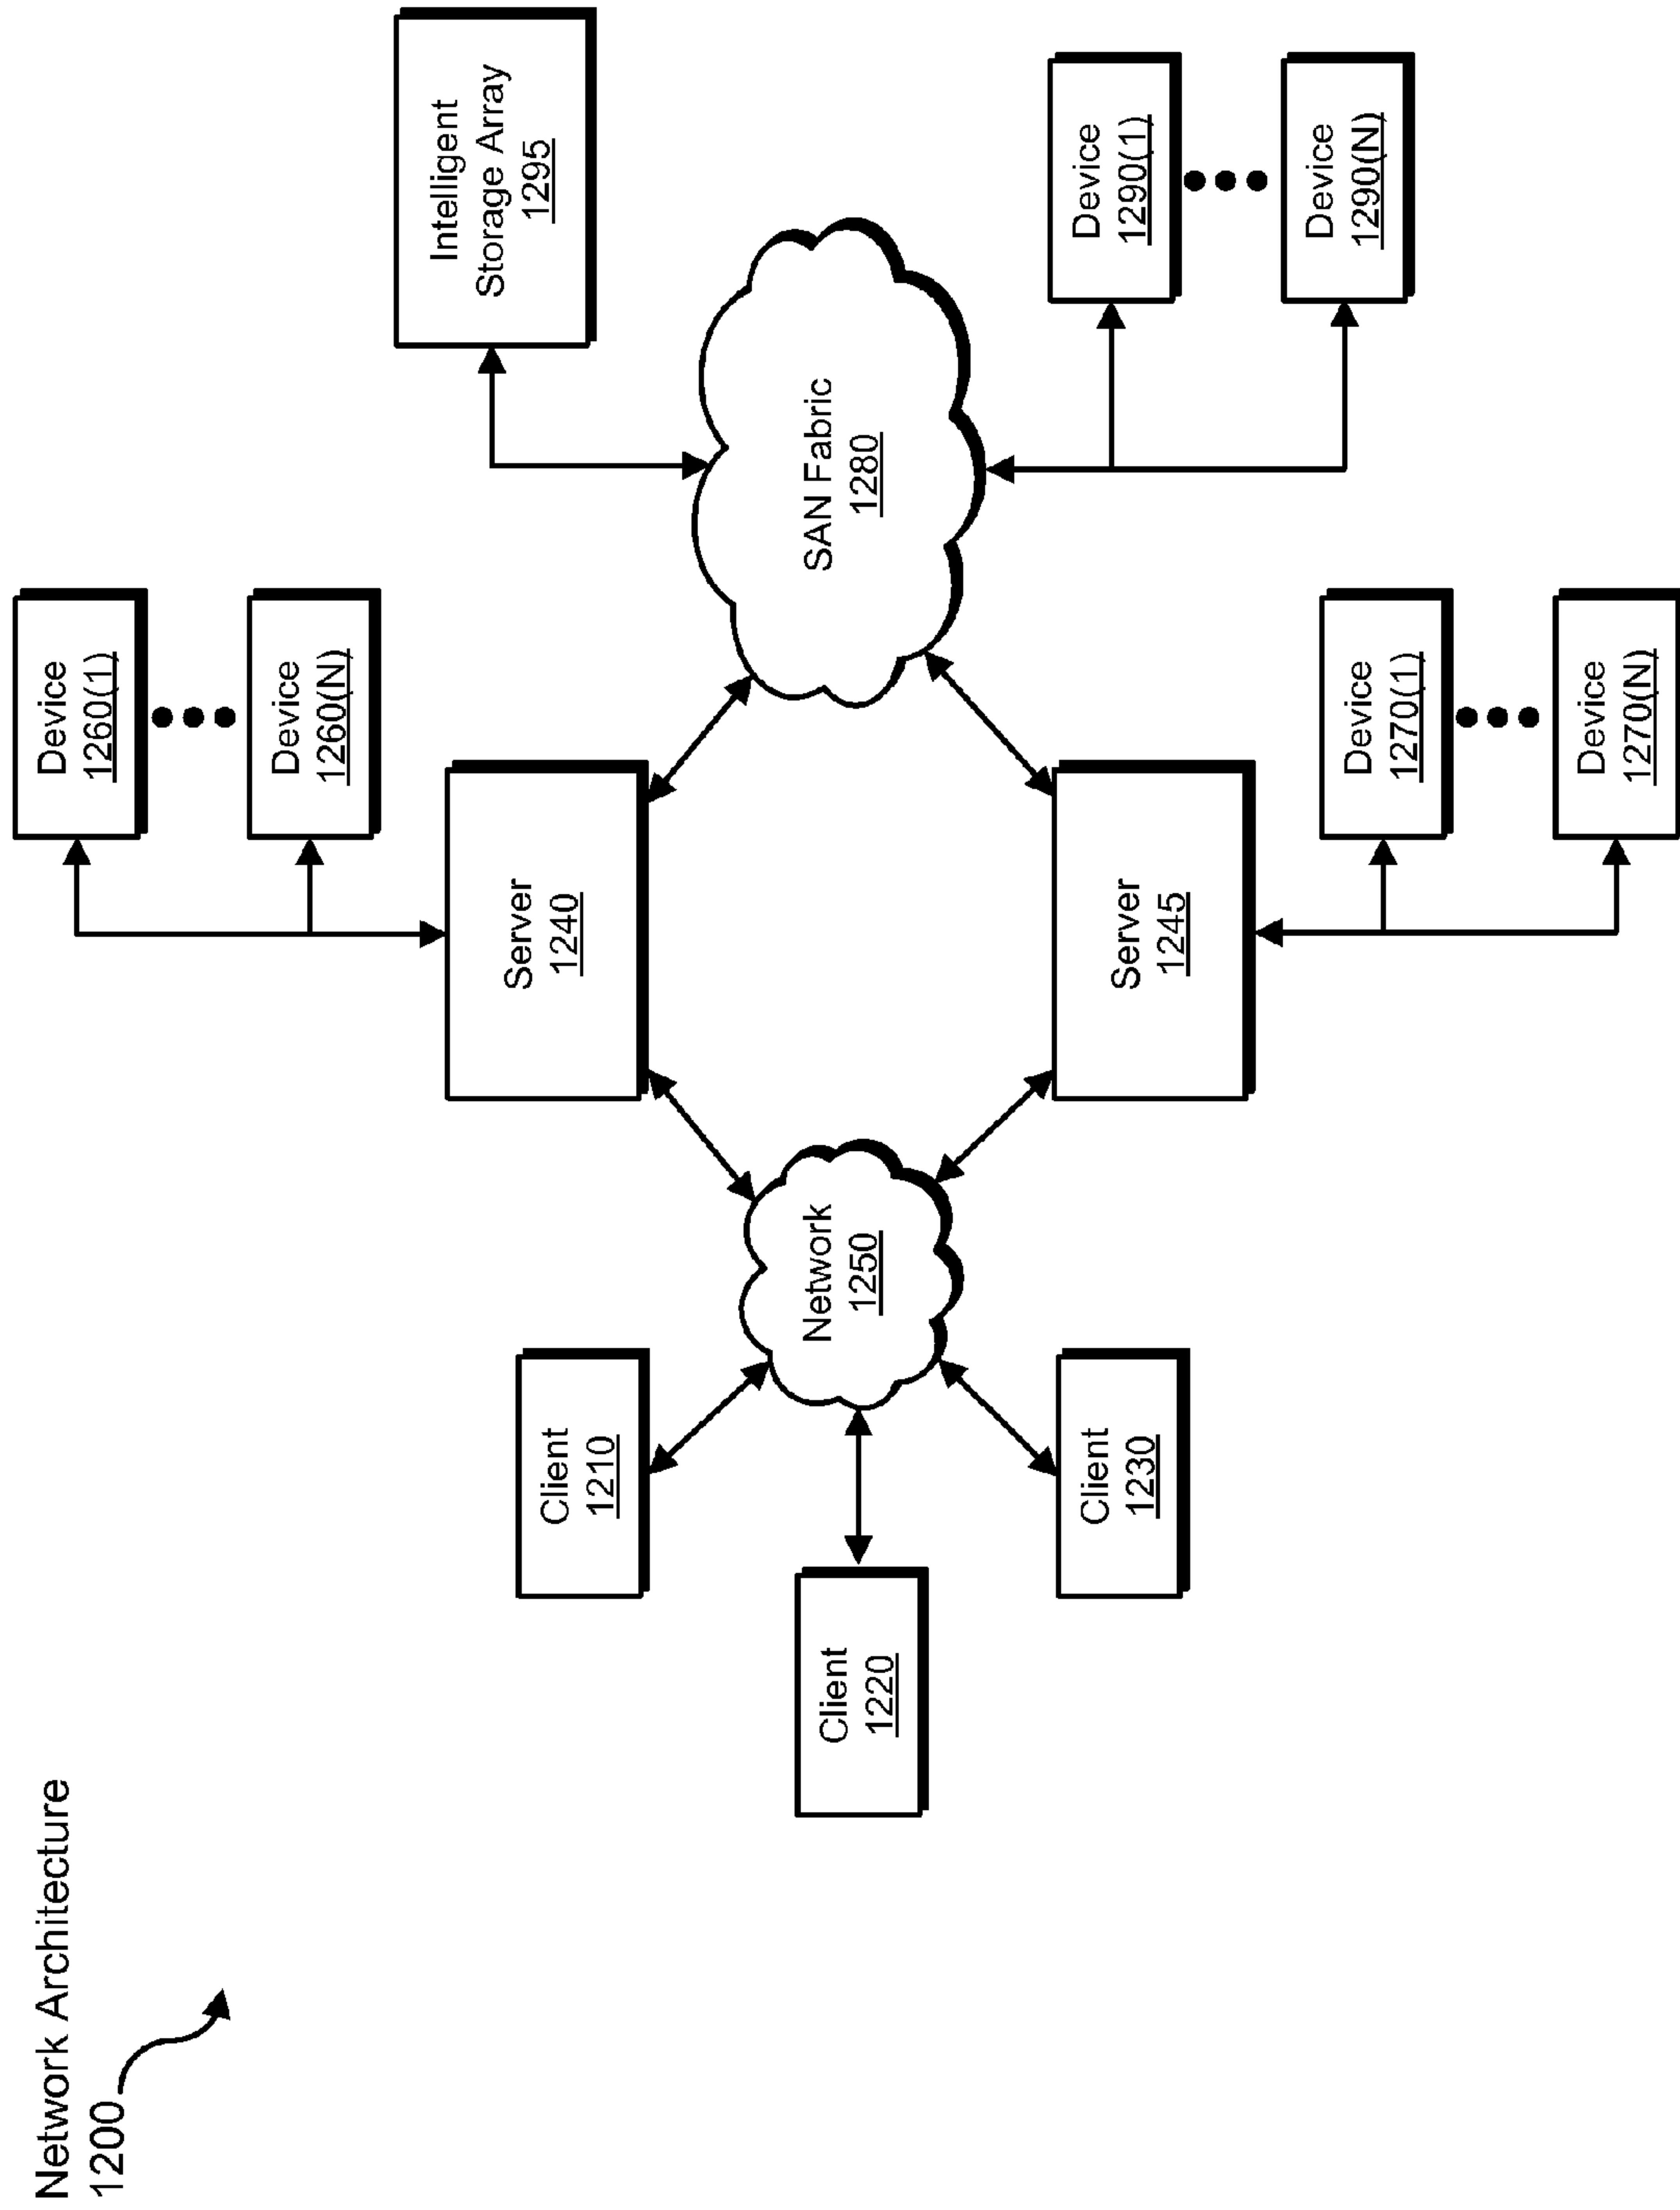 Network Architecture
1200
Device
1260(1)
Device
1260(N)
Intelligent
Storage Array
1295
Client
1210
Server
1240
Client
1220
Network
1250
SAN Fabric
1280
Client
1230
Server
1245
Device
1290(1)
Device
1290(N)
Device
1270(1)
Device
1270(N)